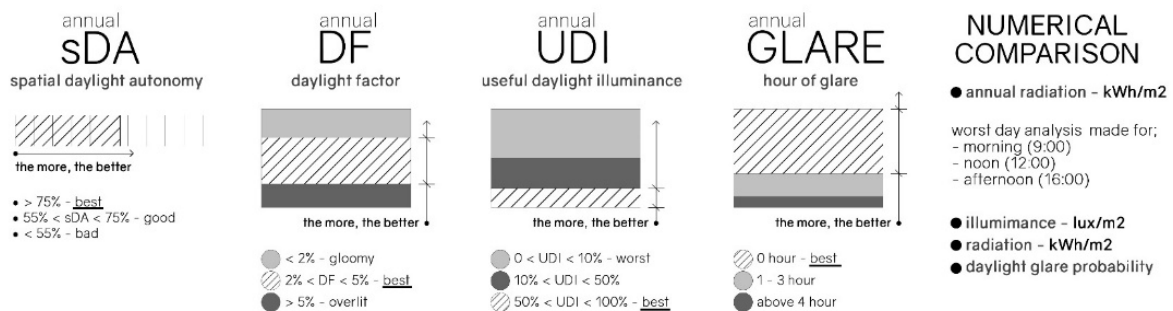 annual
sDA
spatial daylight autonomy
the more, the better
• > 75% - best
• 55% < sDA < 75% - good
• < 55% - bad
annual
DF
daylight factor
the more, the better
< 2% - gloomy
2% < DF < 5% - best
> 5% - overlit
annual
UDI
useful daylight illuminance
the more, the better
0 < UDI < 10% - worst
10% < UDI < 50%
50% < UDI < 100% - best
annual
GLARE
hour of glare
the more, the better
0 hour - best
1 - 3 hour
above 4 hour
NUMERICAL
COMPARISON
● annual radiation - kWh/m2
worst day analysis made for;
- morning (9:00)
- noon (12:00)
- afternoon (16:00)
● illumimance - lux/m2
● radiation - kWh/m2
● daylight glare probability